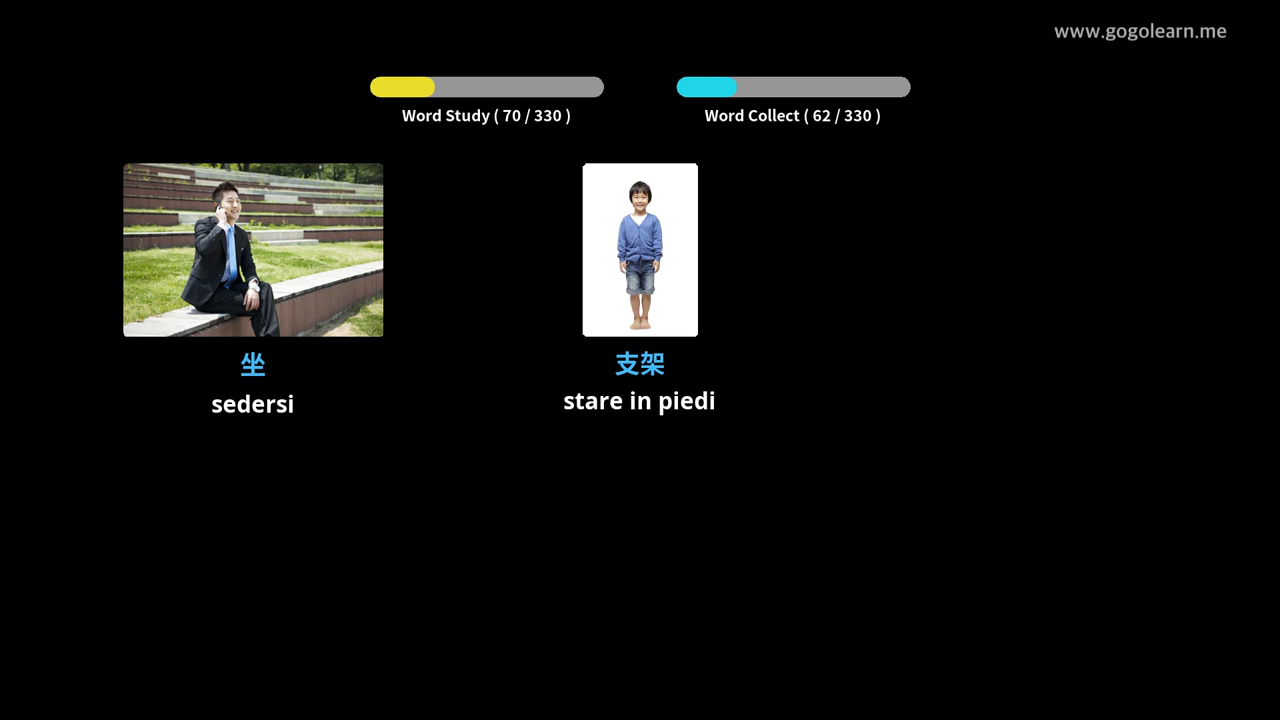 www.gogolearn.me
Word Study ( 70 / 330 )
Word Collect ( 62 / 330 )
坐
sedersi
支架
stare in piedi